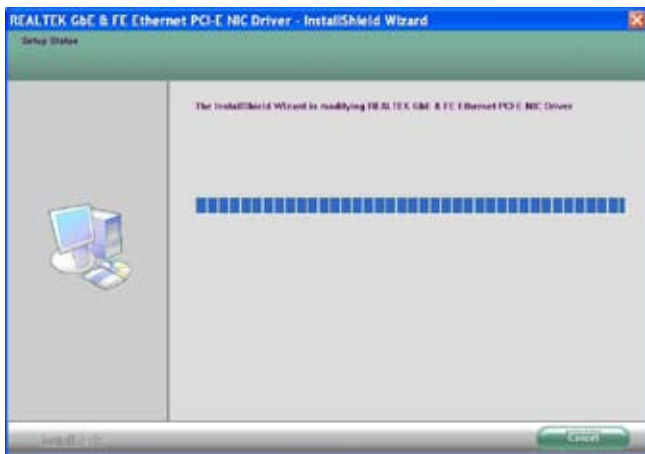 REALTEK GbE & FE Ethernet PCI-E NIC Driver - InstallShield Wizard
Setup Status
The InstallShield Wizard is modifying REALTEK GbE & FE Ethernet PCI-E NIC Driver
InstallShield
Cancel